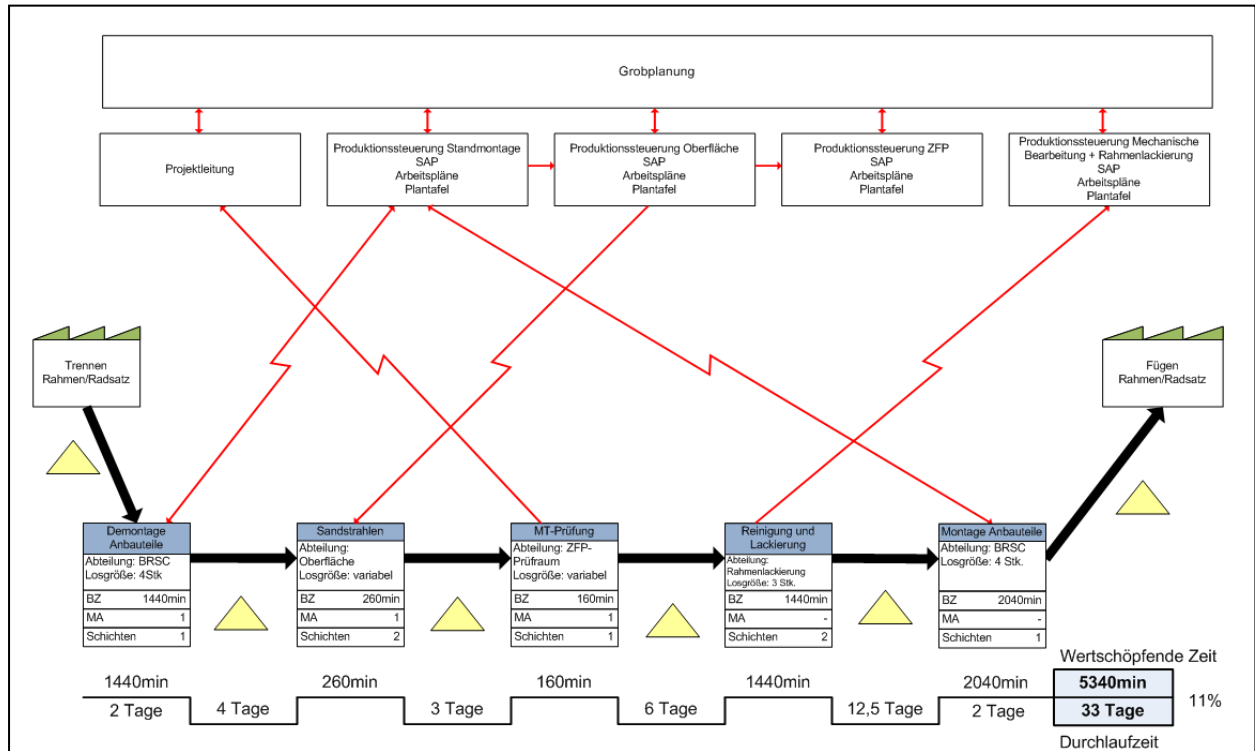 Grobplanung
Projektleitung
Produktionssteuerung Standmontage
SAP
Arbeitspläne
Plantafel
Produktionssteuerung Oberfläche
SAP
Arbeitspläne
Plantafel
Produktionssteuerung ZFP
SAP
Arbeitspläne
Plantafel
Produktionssteuerung Mechanische
Bearbeitung + Rahmenlackierung
SAP
Arbeitspläne
Plantafel
Trennen
Rahmen/Radsatz
Fügen
Rahmen/Radsatz
Demontage
Anbauteile
Abteilung: BRSC
Losgröße: 4Stk
BZ 1440min
MA 1
Schichten 1
Sandstrahlen
Abteilung:
Oberfläche
Losgröße: variabel
BZ 260min
MA 1
Schichten 2
MT-Prüfung
Abteilung: ZFP-
Prüfraum
Losgröße: variabel
BZ 160min
MA 1
Schichten 1
Reinigung und
Lackierung
Abteilung:
Rahmenlackierung
Losgröße: 3 Stk.
BZ 1440min
MA -
Schichten 2
Montage Anbauteile
Abteilung: BRSC
Losgröße: 4 Stk.
BZ 2040min
MA -
Schichten 1
Wertschöpfende Zeit
1440min 260min 160min 1440min 2040min 5340min
11%
2 Tage 4 Tage 3 Tage 6 Tage 12,5 Tage 2 Tage 33 Tage
Durchlaufzeit